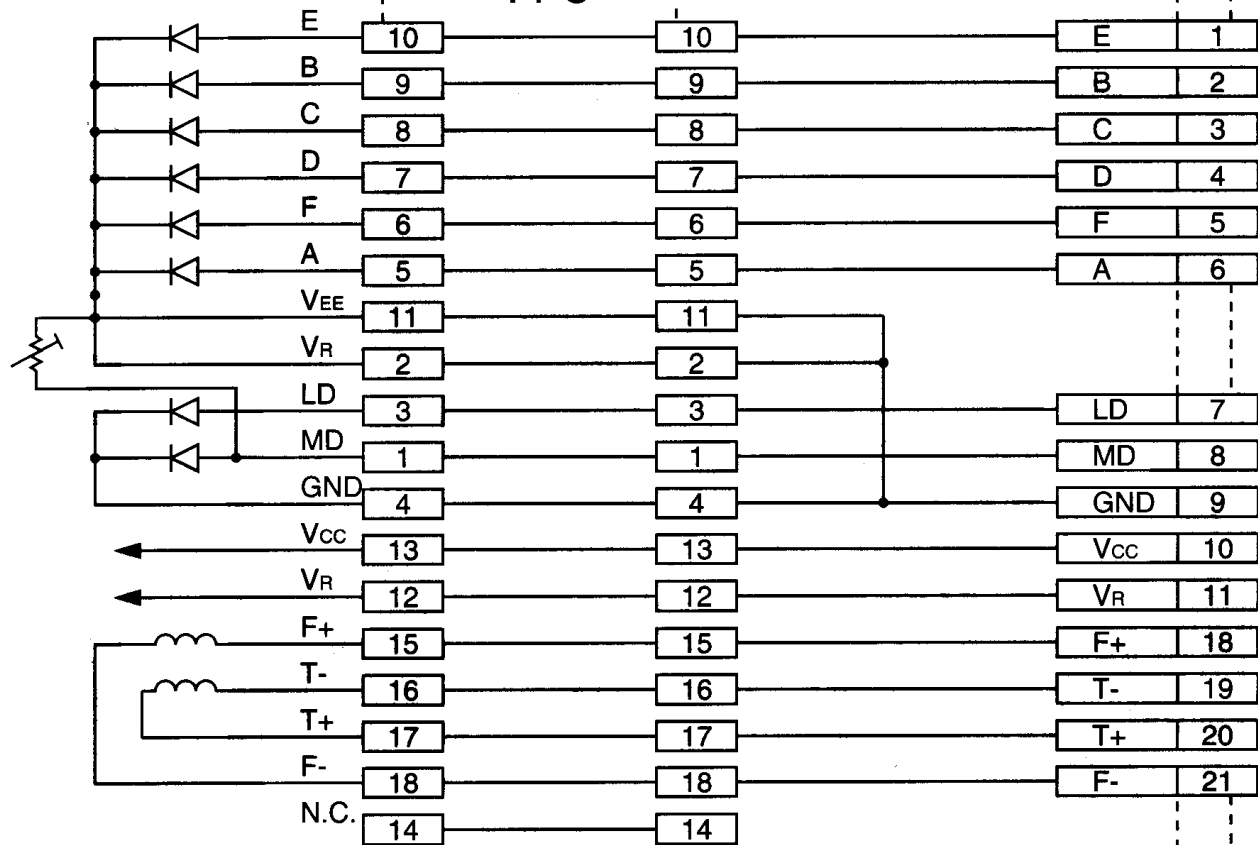 E 10 10 E 1
B 9 9 B 2
C 8 8 C 3
D 7 7 D 4
F 6 6 F 5
A 5 5 A 6
VEE 11 11
VR 2 2
LD 3 3 LD 7
MD 1 1 MD 8
GND 4 4 GND 9
VCC 13 13 VCC 10
VR 12 12 VR 11
F+ 15 15 F+ 18
T- 16 16 T- 19
T+ 17 17 T+ 20
F- 18 18 F- 21
N.C. 14 14